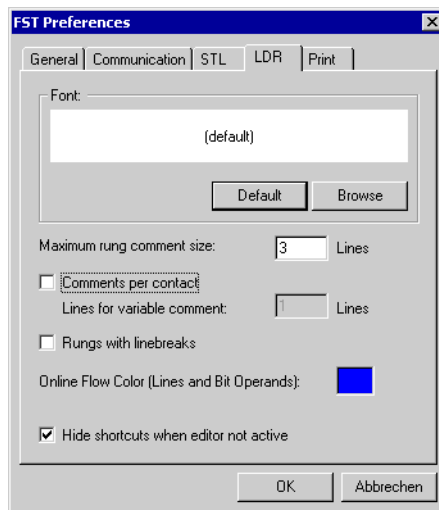 FST Preferences
General Communication STL LDR Print
Font:
(default)
Default Browse
Maximum rung comment size: 3 Lines
Comments per contact
Lines for variable comment: 1 Lines
Rungs with linebreaks
Online Flow Color (Lines and Bit Operands):
Hide shortcuts when editor not active
OK Abbrechen